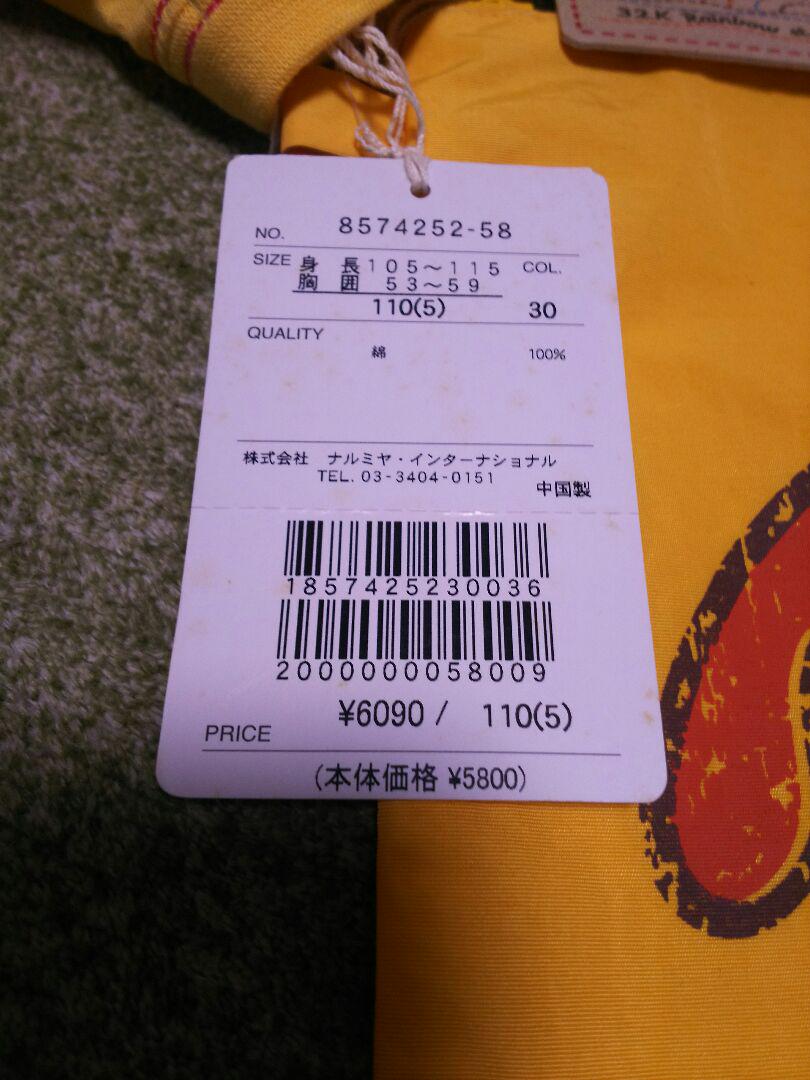 32.K Rainbow
NO. 8574252-58
SIZE 身 長 105～115 COL.
胸 囲 53～59
110(5) 30
QUALITY
綿 100%
株式会社 ナルミヤ・インターナショナル
TEL. 03-3404-0151
中国製
1857425230036
2000000058009
¥6090 / 110(5)
PRICE
(本体価格 ¥5800)